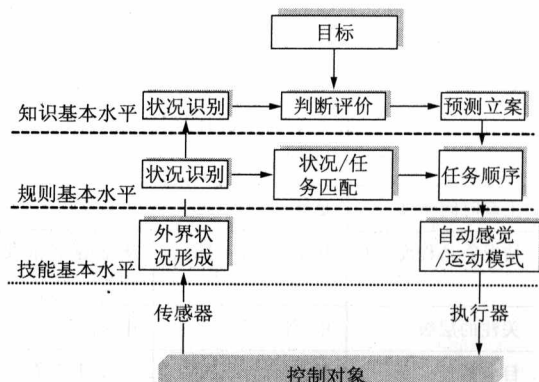 目标
知识基本水平
状况识别
判断评价
预测立案
规则基本水平
状况识别
状况/任
务匹配
任务顺序
技能基本水平
外界状
况形成
自动感觉
/运动模式
传感器
执行器
控制对象